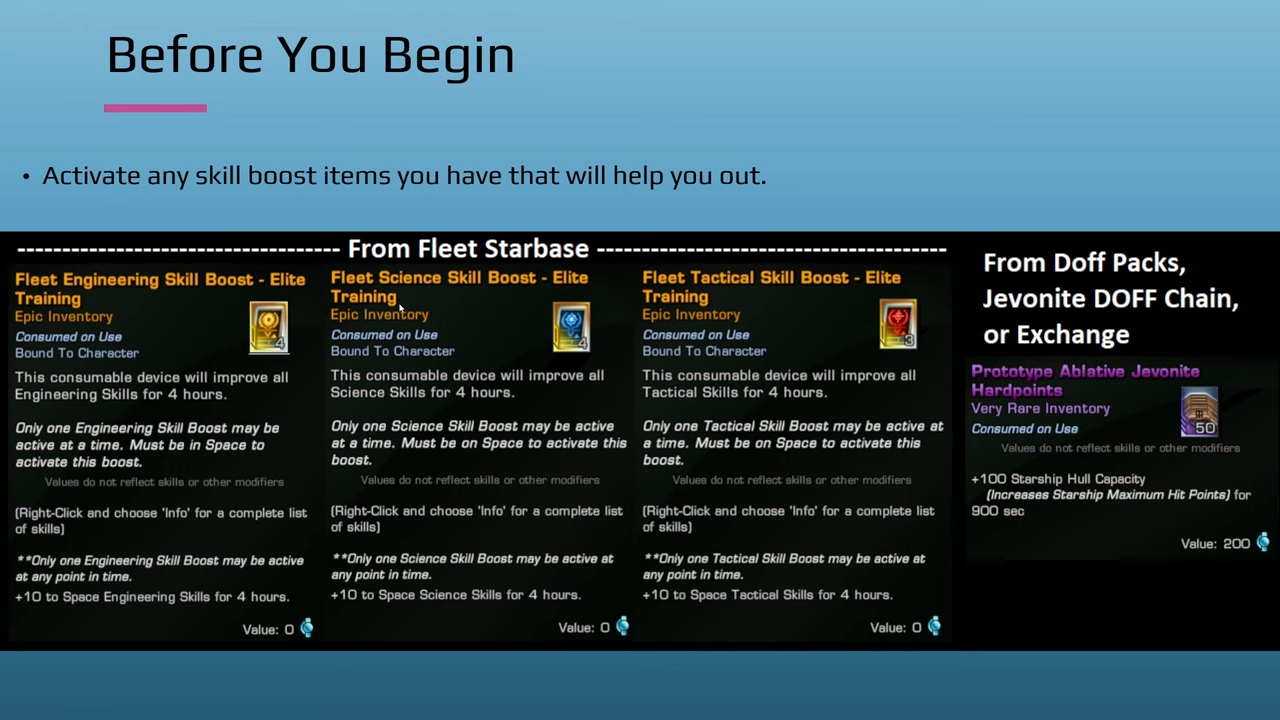 Before You Begin
• Activate any skill boost items you have that will help you out.
------------------------------------ From Fleet Starbase ---------------------------------------
Fleet Engineering Skill Boost - Elite
Training
Epic Inventory
Consumed on Use
Bound To Character
4
This consumable device will improve all
Engineering Skills for 4 hours.
Only one Engineering Skill Boost may be
active at a time. Must be in Space to
activate this boost.
Values do not reflect skills or other modifiers
(Right-Click and choose 'Info' for a complete list
of skills)
**Only one Engineering Skill Boost may be active
at any point in time.
+10 to Space Engineering Skills for 4 hours.
Value: 0
Fleet Science Skill Boost - Elite
Training
Epic Inventory
Consumed on Use
Bound To Character
4
This consumable device will improve all
Science Skills for 4 hours.
Only one Science Skill Boost may be active
at a time. Must be on Space to activate this
boost.
Values do not reflect skills or other modifiers
(Right-Click and choose 'Info' for a complete list
of skills)
**Only one Science Skill Boost may be active at
any point in time.
+10 to Space Science Skills for 4 hours.
Value: 0
Fleet Tactical Skill Boost - Elite
Training
Epic Inventory
Consumed on Use
Bound To Character
3
This consumable device will improve all
Tactical Skills for 4 hours.
Only one Tactical Skill Boost may be active at
a time. Must be on Space to activate this
boost.
Values do not reflect skills or other modifiers
(Right-Click and choose 'Info' for a complete list
of skills)
**Only one Tactical Skill Boost may be active at
any point in time.
+10 to Space Tactical Skills for 4 hours.
Value: 0
From Doff Packs,
Jevonite DOFF Chain,
or Exchange
Prototype Ablative Jevonite
Hardpoints
Very Rare Inventory
Consumed on Use
50
Values do not reflect skills or other modifiers
+100 Starship Hull Capacity
(Increases Starship Maximum Hit Points) for
900 sec
Value: 200